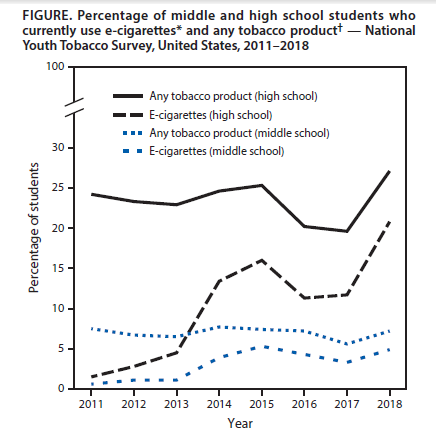 FIGURE. Percentage of middle and high school students who
currently use e-cigarettes* and any tobacco product† — National
Youth Tobacco Survey, United States, 2011–2018
100
Any tobacco product (high school)
E-cigarettes (high school)
Any tobacco product (middle school)
E-cigarettes (middle school)
30
25
20
15
10
5
0
Percentage of students
2011 2012 2013 2014 2015 2016 2017 2018
Year